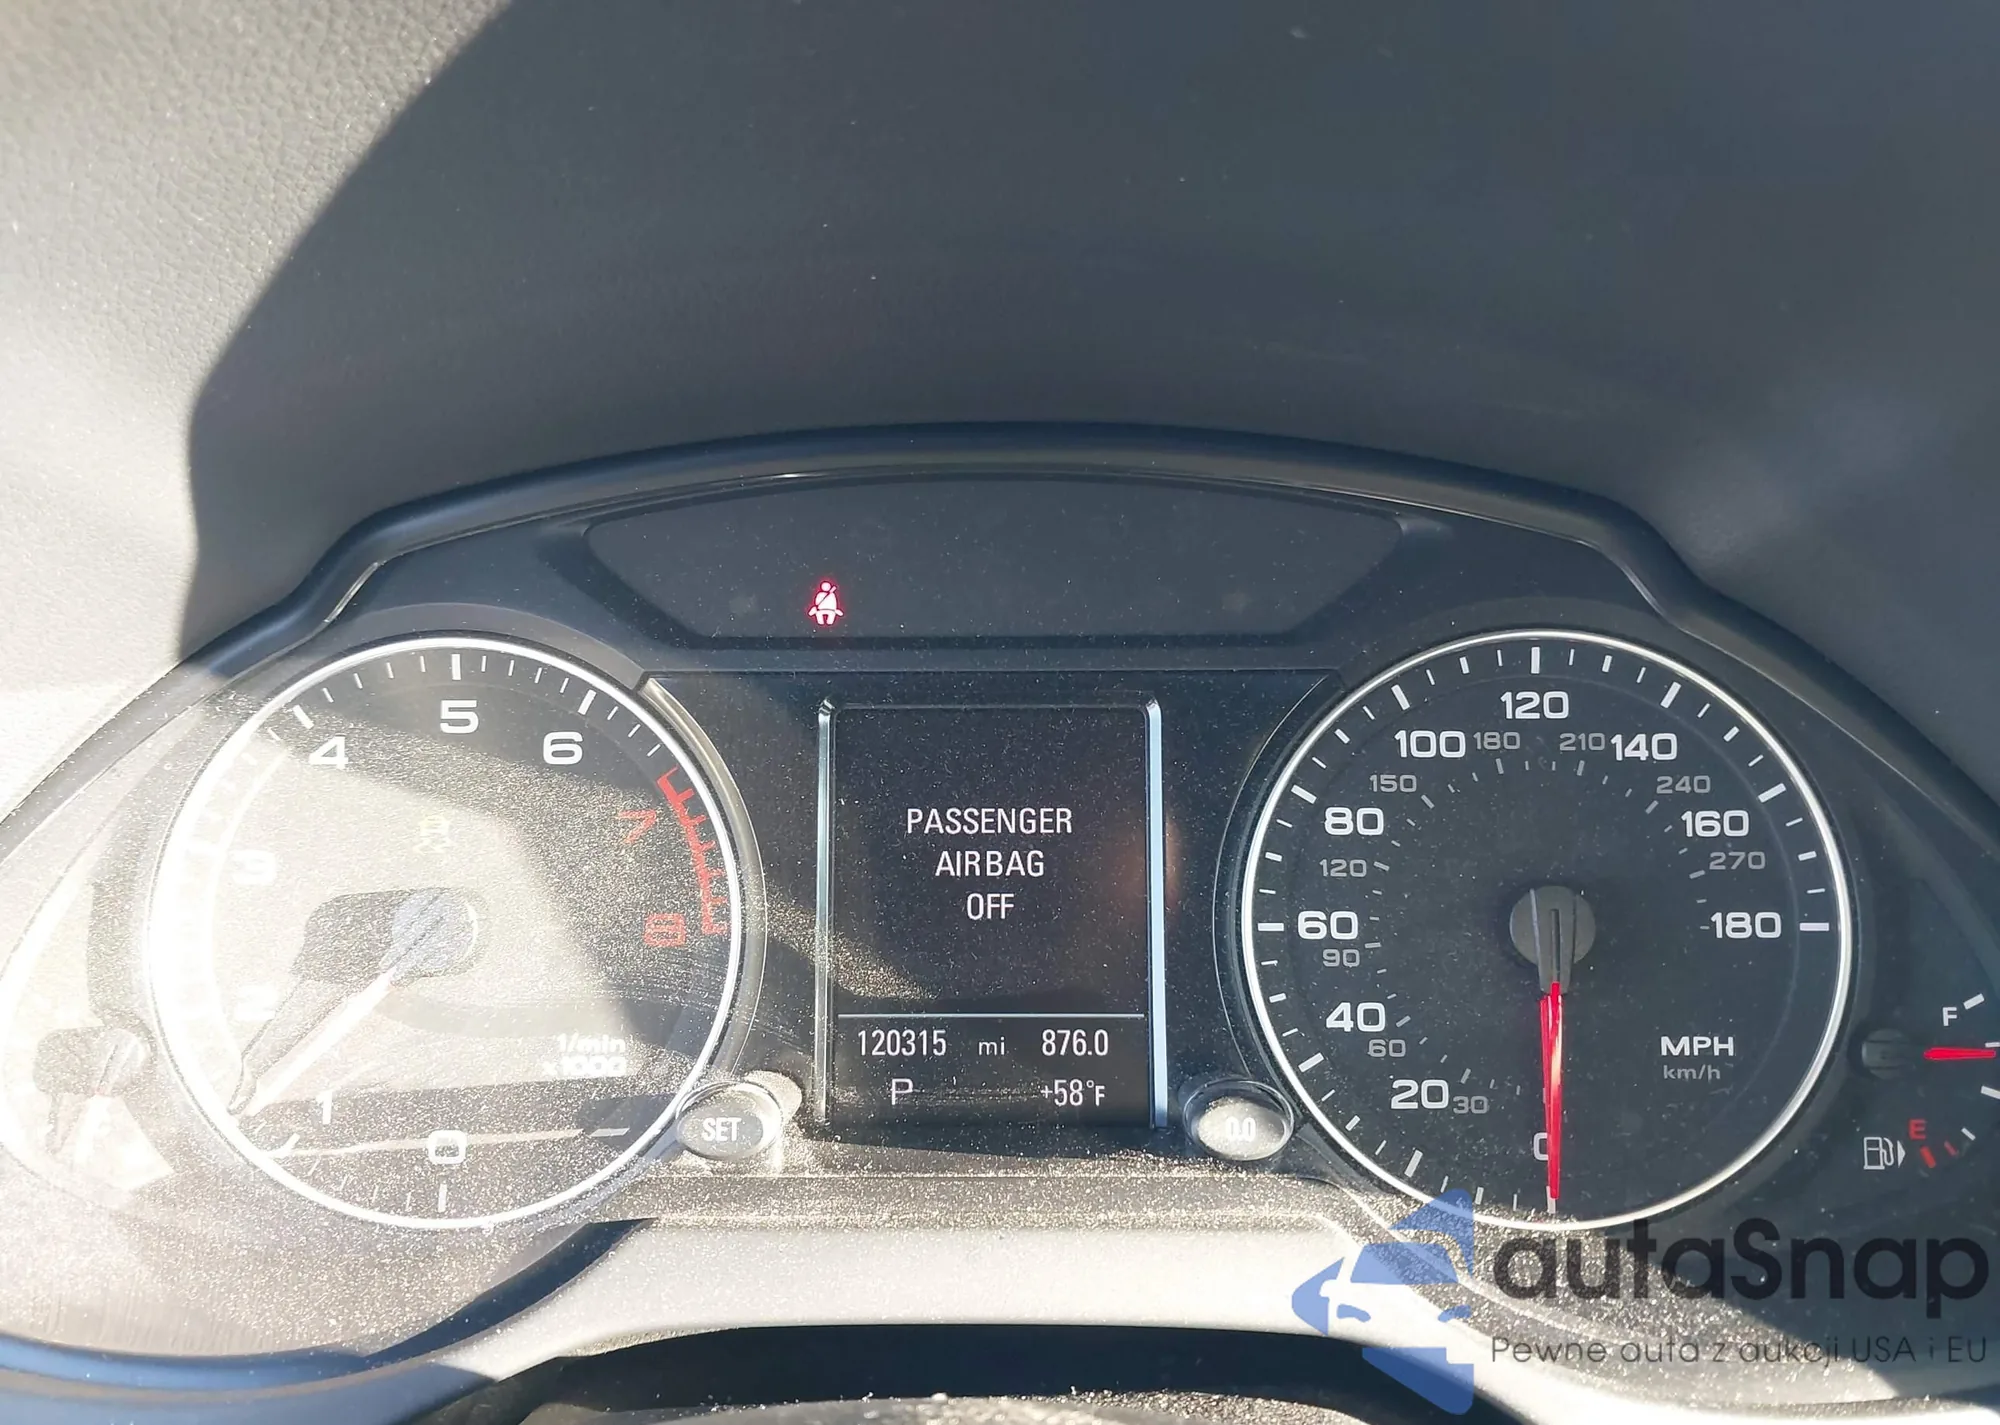 5
4
6
3
7
2
8
1/min
x1000
1
0
SET
PASSENGER
AIRBAG
OFF
120315 mi 876.0
P +58°F
0.0
120
100 180 210 140
150 240
80 160
120 270
60 180
90
40
60
MPH
km/h
20 30
0
F
E
autaSnap
Pewne auta z aukcji USA i EU